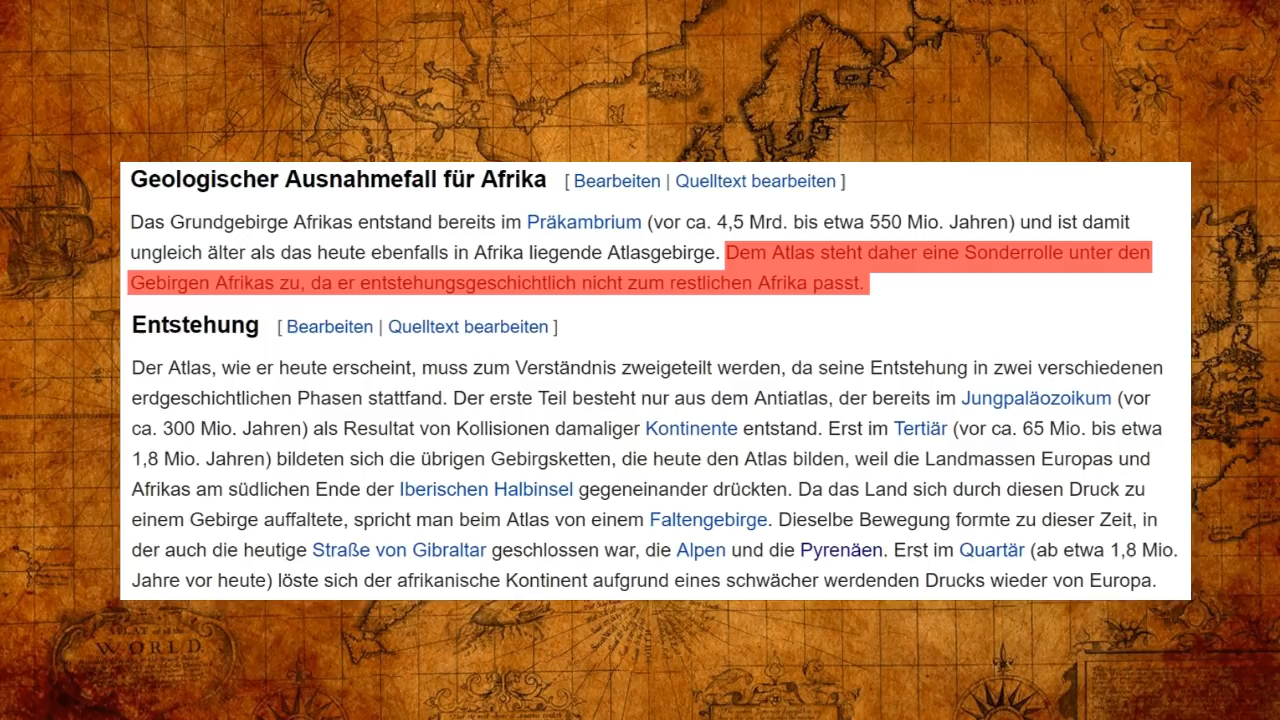 Geologischer Ausnahmefall für Afrika [ Bearbeiten | Quelltext bearbeiten ]
Das Grundgebirge Afrikas entstand bereits im Präkambrium (vor ca. 4,5 Mrd. bis etwa 550 Mio. Jahren) und ist damit
ungleich älter als das heute ebenfalls in Afrika liegende Atlasgebirge. Dem Atlas steht daher eine Sonderrolle unter den
Gebirgen Afrikas zu, da er entstehungsgeschichtlich nicht zum restlichen Afrika passt.
Entstehung [ Bearbeiten | Quelltext bearbeiten ]
Der Atlas, wie er heute erscheint, muss zum Verständnis zweigeteilt werden, da seine Entstehung in zwei verschiedenen
erdgeschichtlichen Phasen stattfand. Der erste Teil besteht nur aus dem Antiatlas, der bereits im Jungpaläozoikum (vor
ca. 300 Mio. Jahren) als Resultat von Kollisionen damaliger Kontinente entstand. Erst im Tertiär (vor ca. 65 Mio. bis etwa
1,8 Mio. Jahren) bildeten sich die übrigen Gebirgsketten, die heute den Atlas bilden, weil die Landmassen Europas und
Afrikas am südlichen Ende der Iberischen Halbinsel gegeneinander drückten. Da das Land sich durch diesen Druck zu
einem Gebirge auffaltete, spricht man beim Atlas von einem Faltengebirge. Dieselbe Bewegung formte zu dieser Zeit, in
der auch die heutige Straße von Gibraltar geschlossen war, die Alpen und die Pyrenäen. Erst im Quartär (ab etwa 1,8 Mio.
Jahre vor heute) löste sich der afrikanische Kontinent aufgrund eines schwächer werdenden Drucks wieder von Europa.
WORLD.